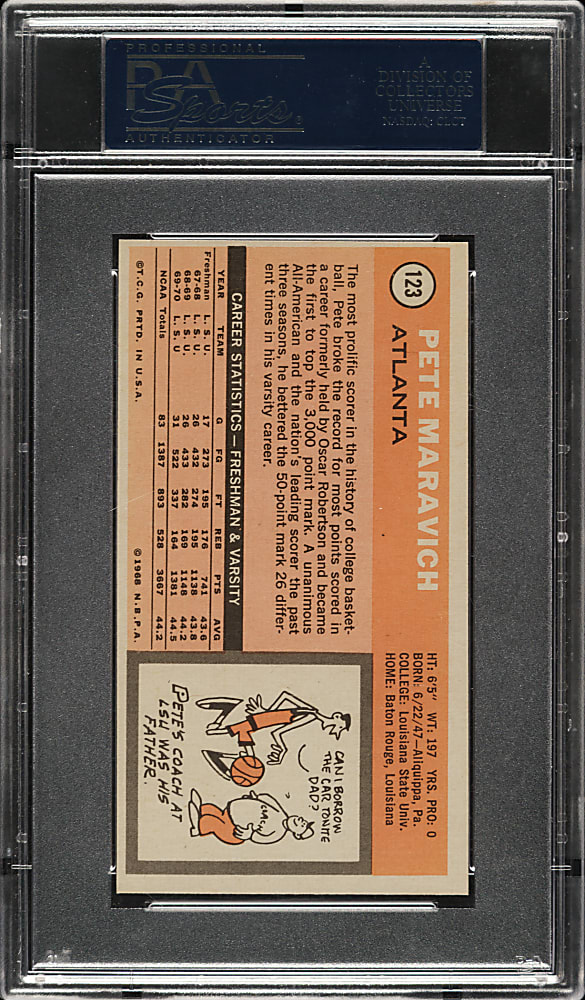 PROFESSIONAL
PSA
Sports
AUTHENTICATOR
A
DIVISION OF
COLLECTORS
UNIVERSE
NASDAQ: CLCT
123
PETE MARAVICH
ATLANTA
HT: 6'5" WT: 197 YRS. PRO: 0
BORN: 6/22/47—Aliquippa, Pa.
COLLEGE: Louisiana State Univ.
HOME: Baton Rouge, Louisiana
The most prolific scorer in the history of college basket-
ball, Pete broke the record for most points scored in
a career formerly held by Oscar Robertson and became
the first to top the 3,000 point mark. A unanimous
All-American and the nation's leading scorer the past
three seasons, he bettered the 50-point mark 26 differ-
ent times in his varsity career.
CAREER STATISTICS—FRESHMAN & VARSITY
YEAR TEAM G FG FT REB PTS AVG
Freshman L. S. U. 17 273 195 176 741 43.6
67-68 L. S. U. 26 432 274 195 1138 43.8
68-69 L. S. U. 26 433 282 169 1148 44.2
69-70 L. S. U 31 522 337 164 1381 44.5
NCAA Totals 83 1387 893 528 3667 44.2
©T.C.G. PRTD. IN U.S.A. ©1968 N.B.P.A.
CAN I BORROW
THE CAR TONITE
DAD?
COACH
PETE'S COACH AT
LSU WAS HIS
FATHER.